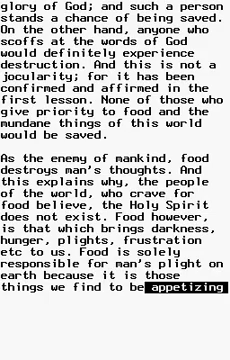 glory of God; and such a person
stands a chance of being saved.
On the other hand, anyone who
scoffs at the words of God
would definitely experience
destruction. And this is not a
jocularity; for it has been
confirmed and affirmed in the
first lesson. None of those who
give priority to food and the
mundane things of this world
would be saved.

As the enemy of mankind, food
destroys man's thoughts. And
this explains why, the people
of the world, who crave for
food believe, the Holy Spirit
does not exist. Food however,
is that which brings darkness,
hunger, plights, frustration
etc to us. Food is solely
responsible for man's plight on
earth because it is those
things we find to be appetizing